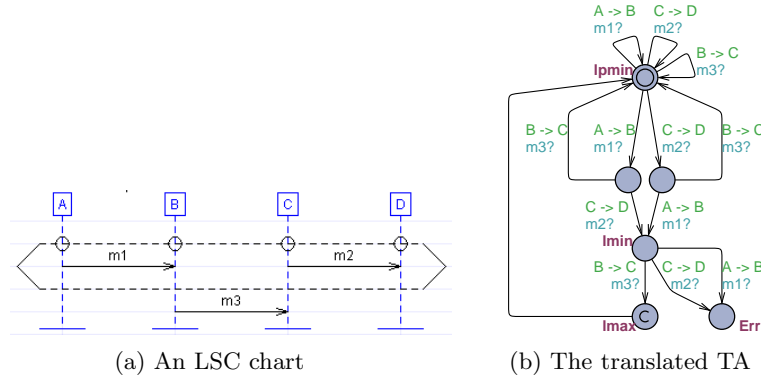 A
B
C
D
m1
m2
m3
(a) An LSC chart
A -> B
m1?
C -> D
m2?
B -> C
m3?
lpmin
B -> C
m3?
A -> B
m1?
C -> D
m2?
B -> C
m3?
C -> D
m2?
A -> B
m1?
lmin
B -> C
m3?
C -> D
m2?
A -> B
m1?
C
lmax
Err
(b) The translated TA